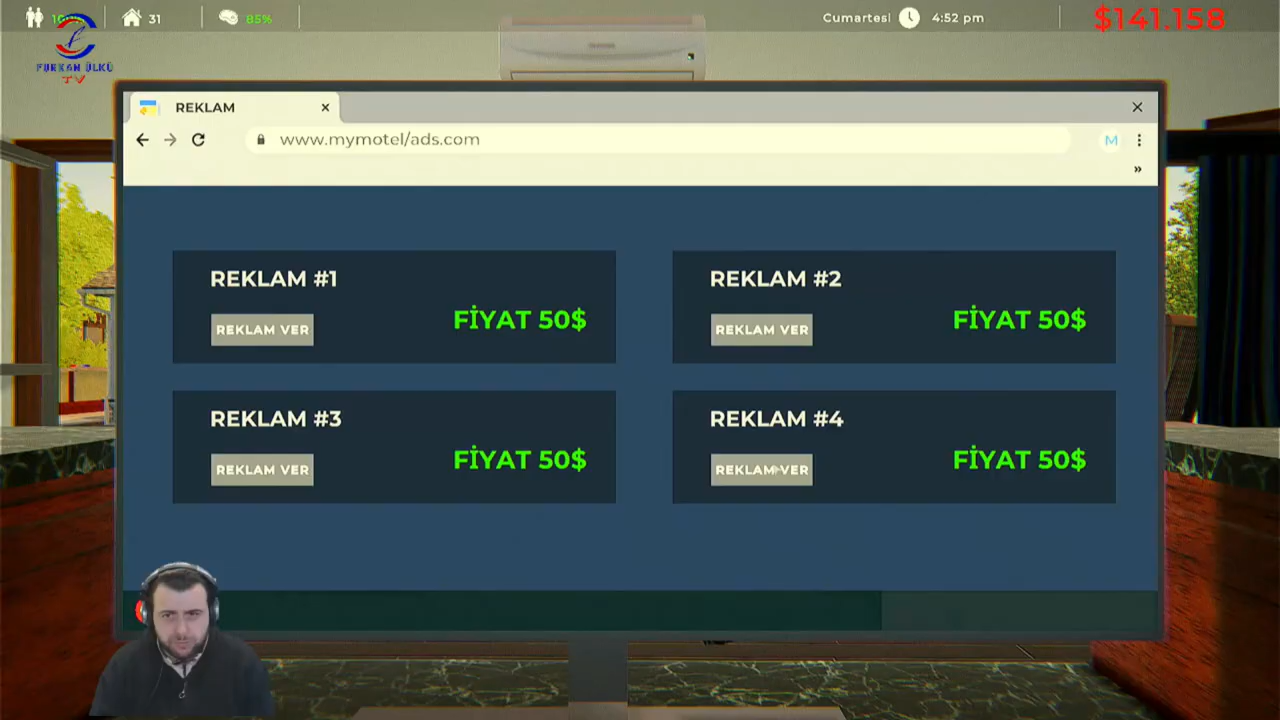 31
85%
Cumartesi
4:52 pm
$141.158
FURKAN ÜLKÜ
TV
REKLAM
www.mymotel/ads.com
M
REKLAM #1
REKLAM VER
FİYAT 50$
REKLAM #2
REKLAM VER
FİYAT 50$
REKLAM #3
REKLAM VER
FİYAT 50$
REKLAM #4
REKLAM VER
FİYAT 50$